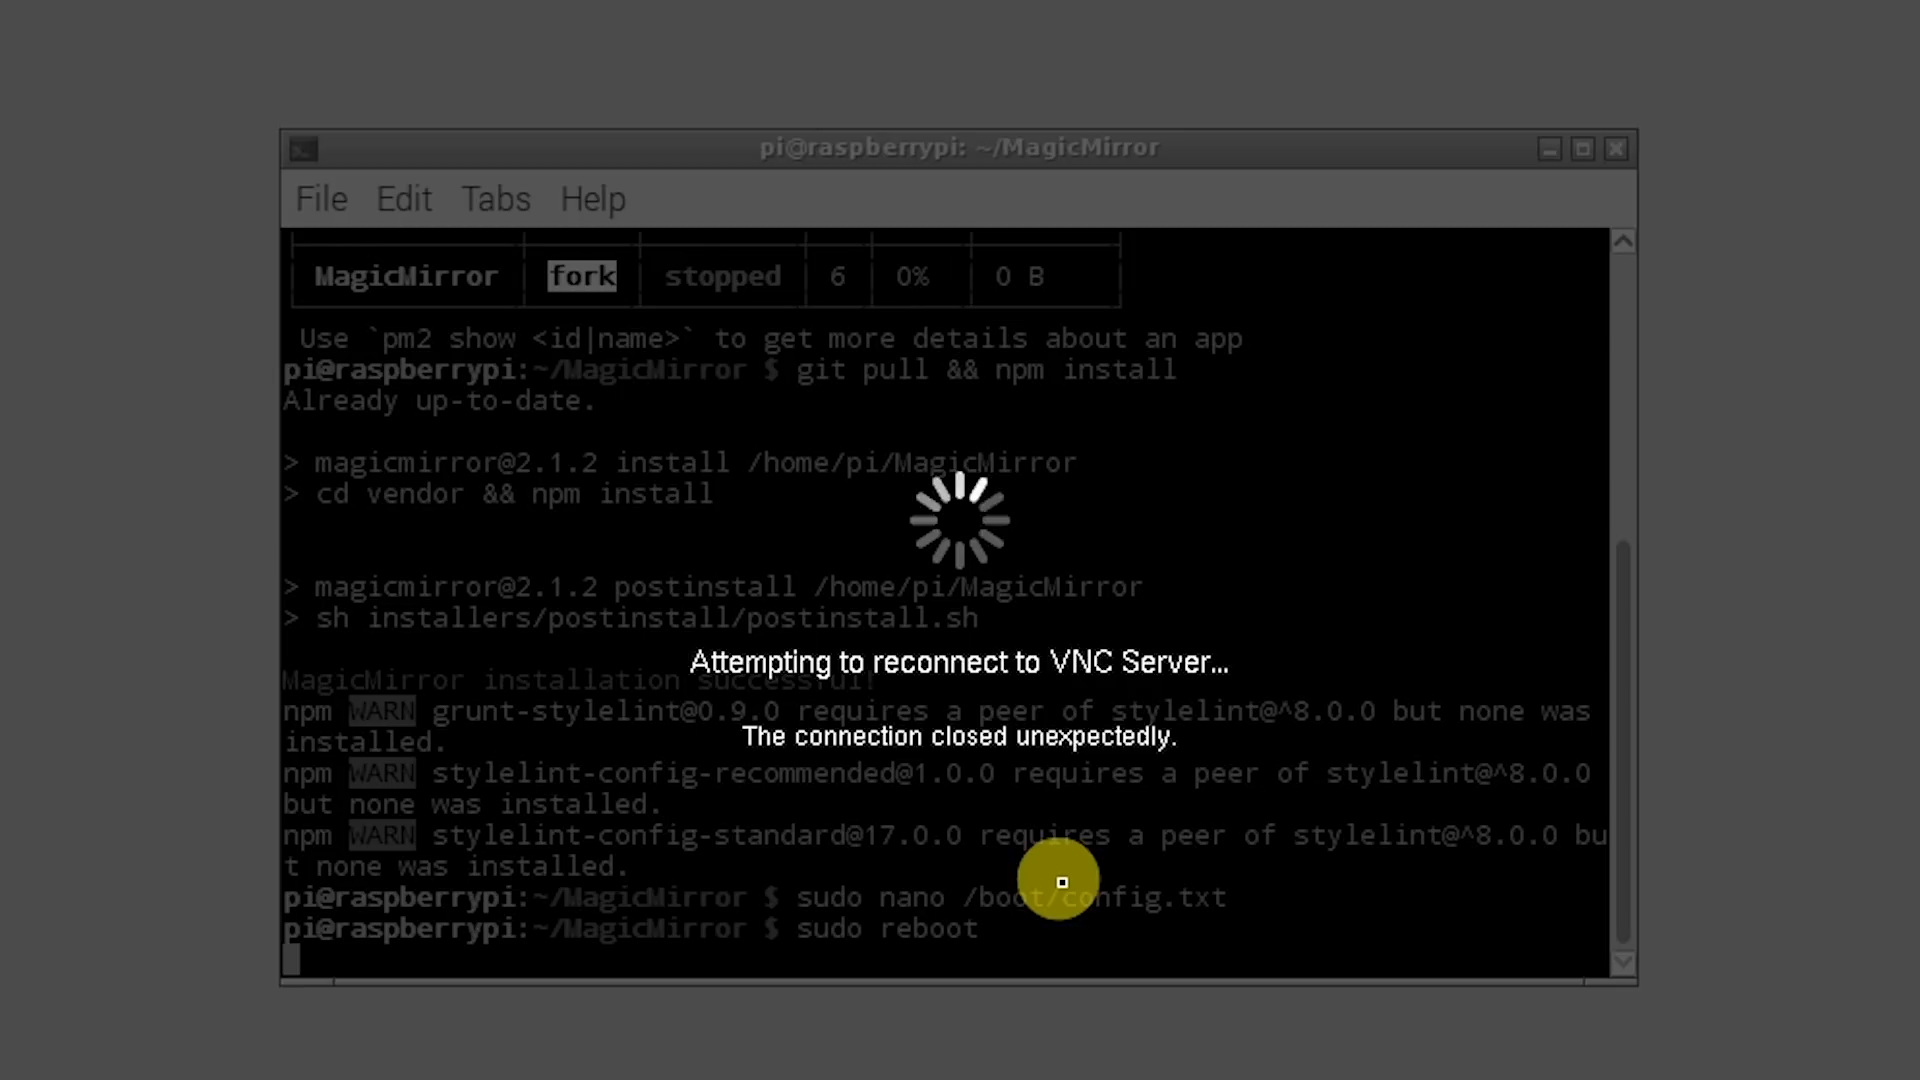 pi@raspberrypi: ~/MagicMirror
File Edit Tabs Help
MagicMirror fork stopped 6 0% 0 B
Use `pm2 show <id|name>` to get more details about an app
pi@raspberrypi:~/MagicMirror $ git pull && npm install
Already up-to-date.
> magicmirror@2.1.2 install /home/pi/MagicMirror
> cd vendor && npm install
> magicmirror@2.1.2 postinstall /home/pi/MagicMirror
> sh installers/postinstall/postinstall.sh
Attempting to reconnect to VNC Server...
MagicMirror installation successful!
npm WARN grunt-stylelint@0.9.0 requires a peer of stylelint@^8.0.0 but none was
The connection closed unexpectedly.
installed.
npm WARN stylelint-config-recommended@1.0.0 requires a peer of stylelint@^8.0.0
but none was installed.
npm WARN stylelint-config-standard@17.0.0 requires a peer of stylelint@^8.0.0 bu
t none was installed.
pi@raspberrypi:~/MagicMirror $ sudo nano /boot/config.txt
pi@raspberrypi:~/MagicMirror $ sudo reboot